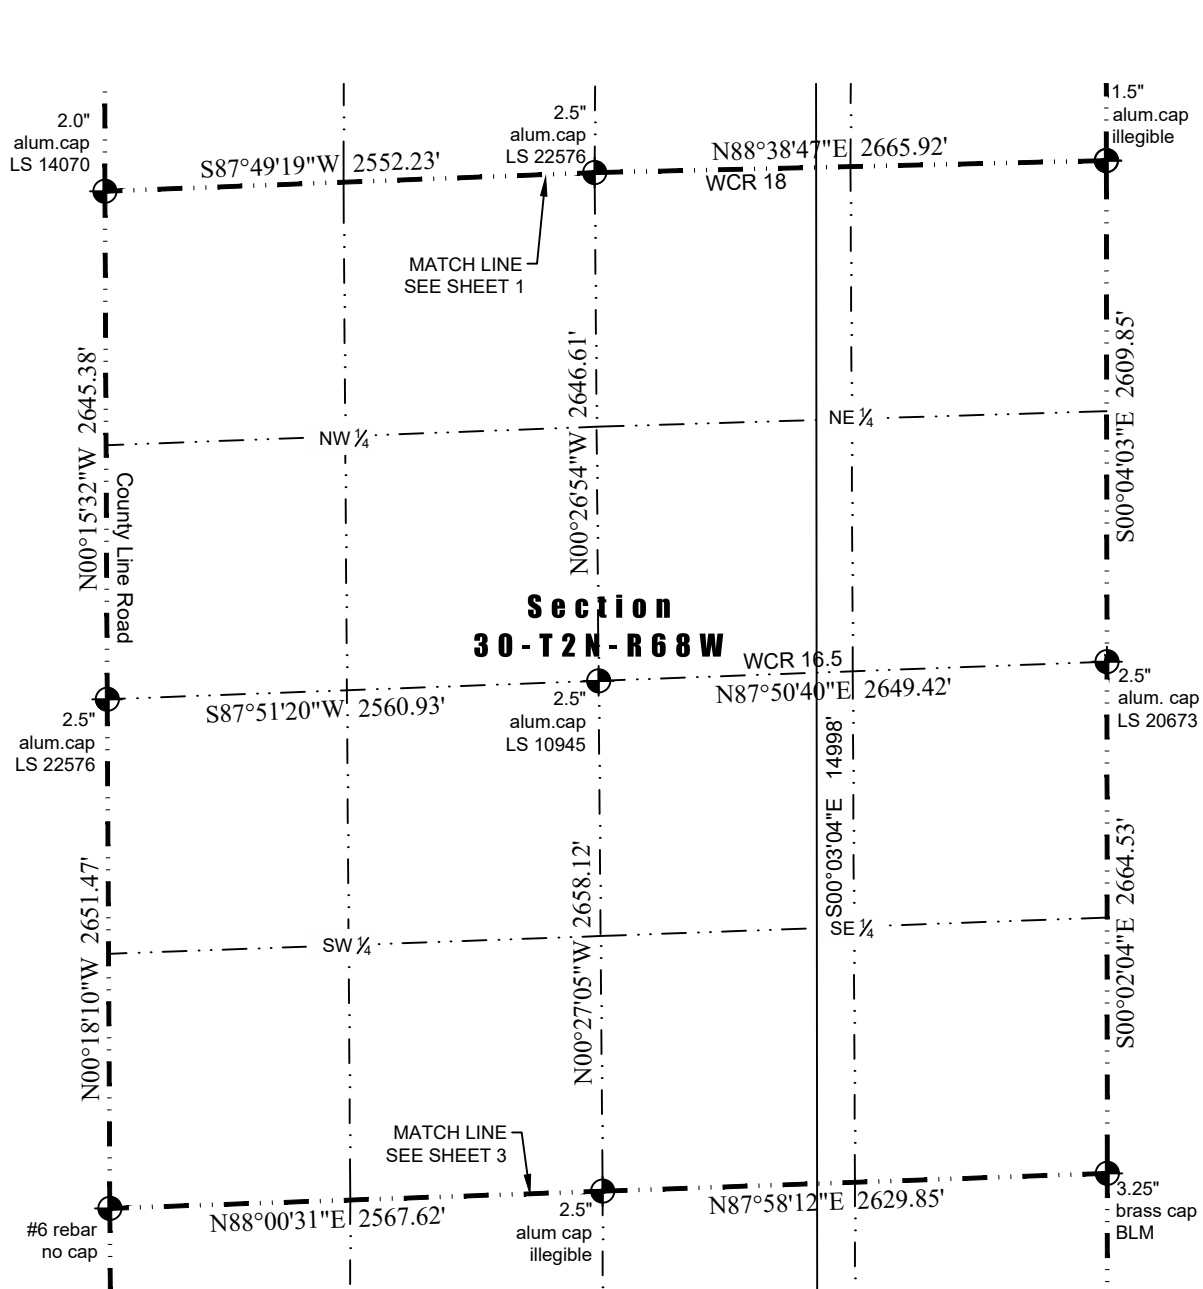 1.5"
alum.cap
illegible
2.0"
alum.cap
LS 14070
2.5"
alum.cap
LS 22576
S87°49'19"W 2552.23'
N88°38'47"E 2665.92'
WCR 18
MATCH LINE
SEE SHEET 1
N00°15'32"W 2645.38'
County Line Road
N00°26'54"W 2646.61'
S00°04'03"E 2609.85'
NW ¼
NE ¼
Section
30-T2N-R68W
WCR 16.5
S87°51'20"W 2560.93'
N87°50'40"E 2649.42'
2.5"
alum.cap
LS 22576
2.5"
alum.cap
LS 10945
2.5"
alum. cap
LS 20673
S00°03'04"E 14998'
N00°18'10"W 2651.47'
N00°27'05"W 2658.12'
S00°02'04"E 2664.53'
SW ¼
SE ¼
MATCH LINE
SEE SHEET 3
N88°00'31"E 2567.62'
N87°58'12"E 2629.85'
#6 rebar
no cap
2.5"
alum cap
illegible
3.25"
brass cap
BLM